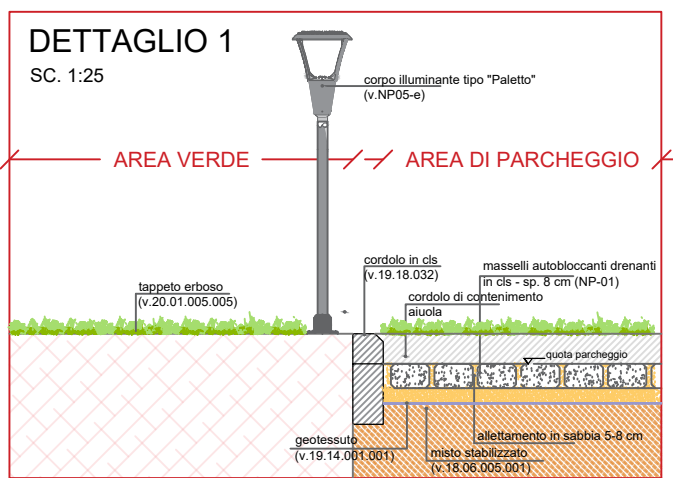 DETTAGLIO 1
SC. 1:25
corpo illuminante tipo "Paletto"
(v.NP05-e)
AREA VERDE
AREA DI PARCHEGGIO
cordolo in cls
(v.19.18.032)
masselli autobloccanti drenanti
in cls - sp. 8 cm (NP-01)
tappeto erboso
(v.20.01.005.005)
cordolo di contenimento
aiuola
quota parcheggio
geotessuto
(v.19.14.001.001)
allettamento in sabbia 5-8 cm
misto stabilizzato
(v.18.06.005.001)